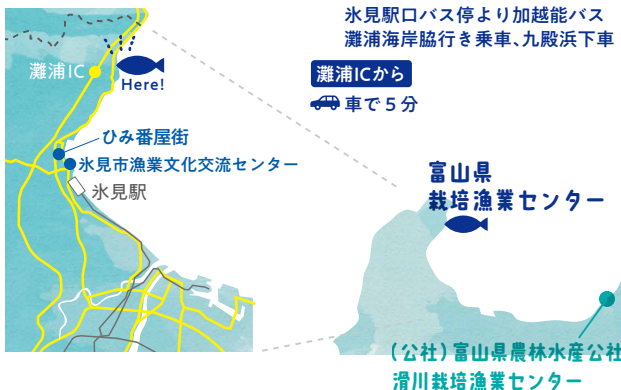 氷見駅口バス停より加越能バス
灘浦海岸脇行き乗車、九殿浜下車
灘浦ICから
車で5分
灘浦IC
Here!
ひみ番屋街
氷見市漁業文化交流センター
氷見駅
富山県
栽培漁業センター
(公社)富山県農林水産公社
滑川栽培漁業センター